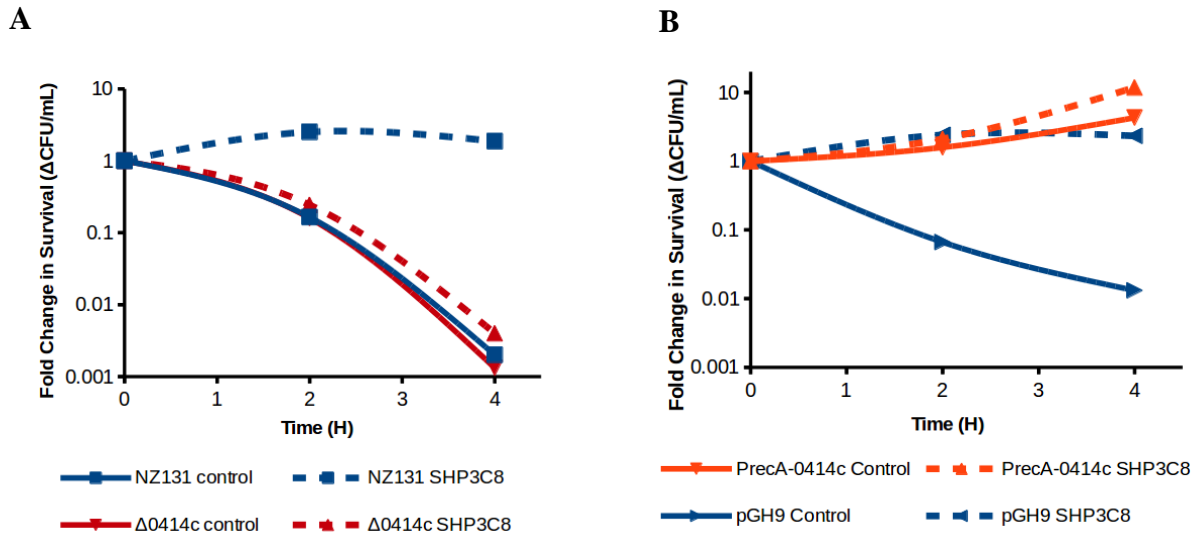 A
Fold Change in Survival (ΔCFU/mL)
10
1
0.1
0.01
0.001
0 1 2 3 4
Time (H)
NZ131 control NZ131 SHP3C8
Δ0414c control Δ0414c SHP3C8
B
Fold Change in Survival (ΔCFU/mL)
10
1
0.1
0.01
0.001
0 1 2 3 4
Time (H)
PrecA-0414c Control PrecA-0414c SHP3C8
pGH9 Control pGH9 SHP3C8